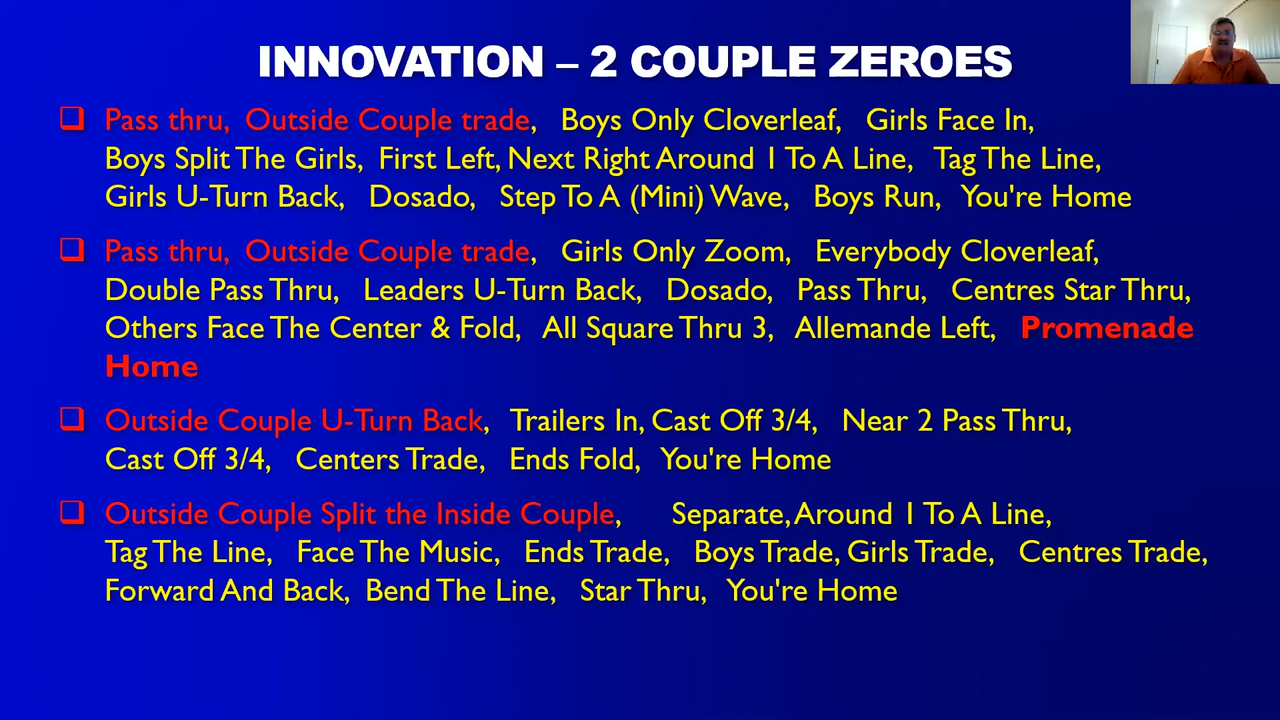 INNOVATION – 2 COUPLE ZEROES
❑ Pass thru, Outside Couple trade, Boys Only Cloverleaf, Girls Face In,
Boys Split The Girls, First Left, Next Right Around 1 To A Line, Tag The Line,
Girls U-Turn Back, Dosado, Step To A (Mini) Wave, Boys Run, You're Home
❑ Pass thru, Outside Couple trade, Girls Only Zoom, Everybody Cloverleaf,
Double Pass Thru, Leaders U-Turn Back, Dosado, Pass Thru, Centres Star Thru,
Others Face The Center & Fold, All Square Thru 3, Allemande Left, Promenade
Home
❑ Outside Couple U-Turn Back, Trailers In, Cast Off 3/4, Near 2 Pass Thru,
Cast Off 3/4, Centers Trade, Ends Fold, You're Home
❑ Outside Couple Split the Inside Couple, Separate, Around 1 To A Line,
Tag The Line, Face The Music, Ends Trade, Boys Trade, Girls Trade, Centres Trade,
Forward And Back, Bend The Line, Star Thru, You're Home